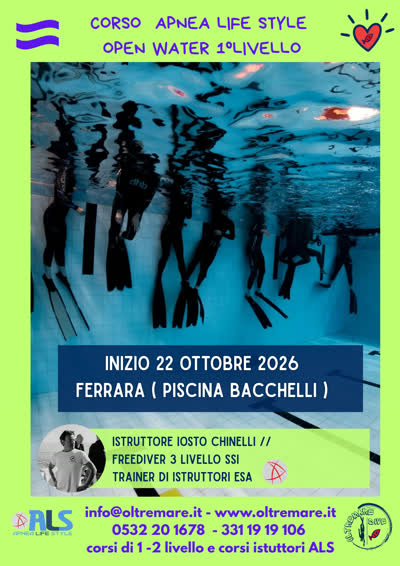 CORSO APNEA LIFE STYLE
OPEN WATER 1°LIVELLO
INIZIO 22 OTTOBRE 2026
FERRARA ( PISCINA BACCHELLI )
ISTRUTTORE IOSTO CHINELLI //
FREEDIVER 3 LIVELLO SSI
TRAINER DI ISTRUTTORI ESA
ALS
APNEA LIFE STYLE
info@oltremare.it - www.oltremare.it
0532 20 1678 - 331 19 19 106
corsi di 1 -2 livello e corsi istuttori ALS